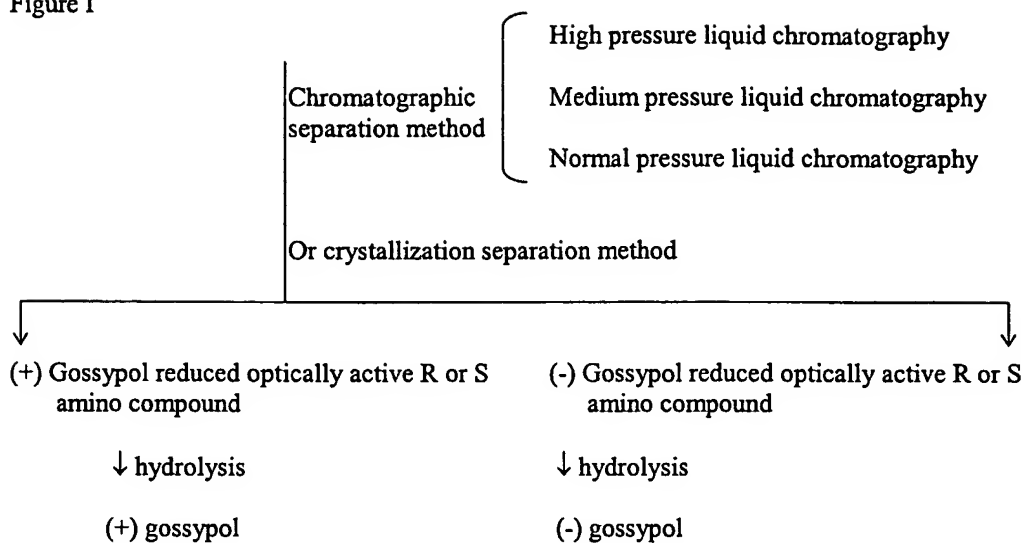 Figure 1
High pressure liquid chromatography
Chromatographic
separation method
Medium pressure liquid chromatography
Normal pressure liquid chromatography
Or crystallization separation method
(+) Gossypol reduced optically active R or S
amino compound
(-) Gossypol reduced optically active R or S
amino compound
↓ hydrolysis
↓ hydrolysis
(+) gossypol
(-) gossypol